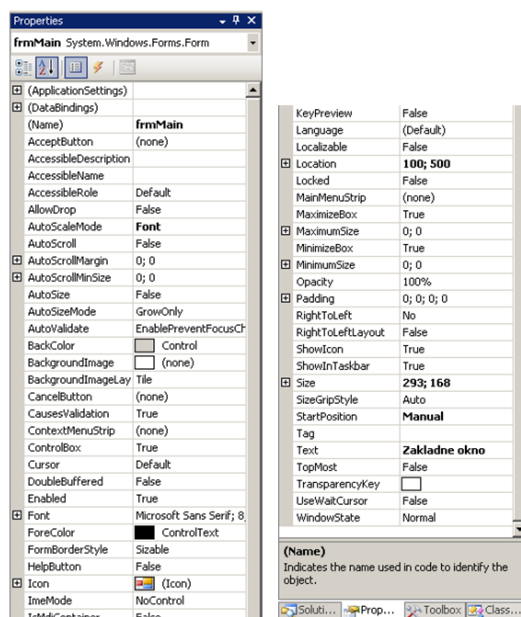 Properties
frmMain System.Windows.Forms.Form
(ApplicationSettings)
(DataBindings)
(Name) frmMain
AcceptButton (none)
AccessibleDescription
AccessibleName
AccessibleRole Default
AllowDrop False
AutoScaleMode Font
AutoScroll False
AutoScrollMargin 0; 0
AutoScrollMinSize 0; 0
AutoSize False
AutoSizeMode GrowOnly
AutoValidate EnablePreventFocusCh
BackColor Control
BackgroundImage (none)
BackgroundImageLay Tile
CancelButton (none)
CausesValidation True
ContextMenuStrip (none)
ControlBox True
Cursor Default
DoubleBuffered False
Enabled True
Font Microsoft Sans Serif; 8
ForeColor ControlText
FormBorderStyle Sizable
HelpButton False
Icon (Icon)
ImeMode NoControl
IsMdiContainer False
KeyPreview False
Language (Default)
Localizable False
Location 100; 500
Locked False
MainMenuStrip (none)
MaximizeBox True
MaximumSize 0; 0
MinimizeBox True
MinimumSize 0; 0
Opacity 100%
Padding 0; 0; 0; 0
RightToLeft No
RightToLeftLayout False
ShowIcon True
ShowInTaskbar True
Size 293; 168
SizeGripStyle Auto
StartPosition Manual
Tag
Text Zakladne okno
TopMost False
TransparencyKey
UseWaitCursor False
WindowState Normal
(Name)
Indicates the name used in code to identify the
object.
Soluti... Prop... Toolbox Class...